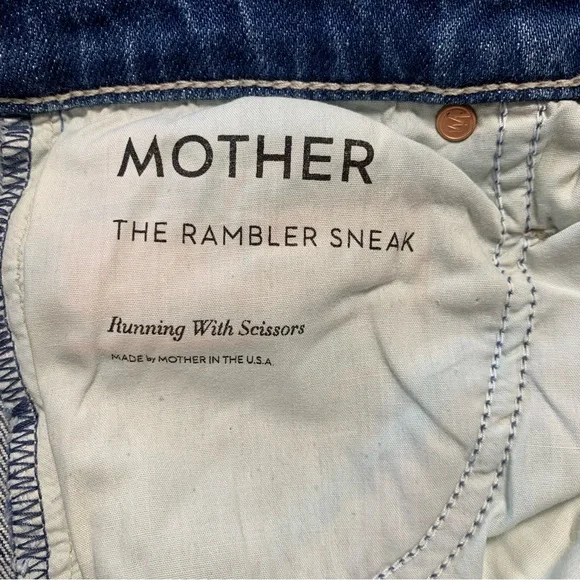 MOTHER
THE RAMBLER SNEAK
Running With Scissors
MADE by MOTHER IN THE U.S.A.